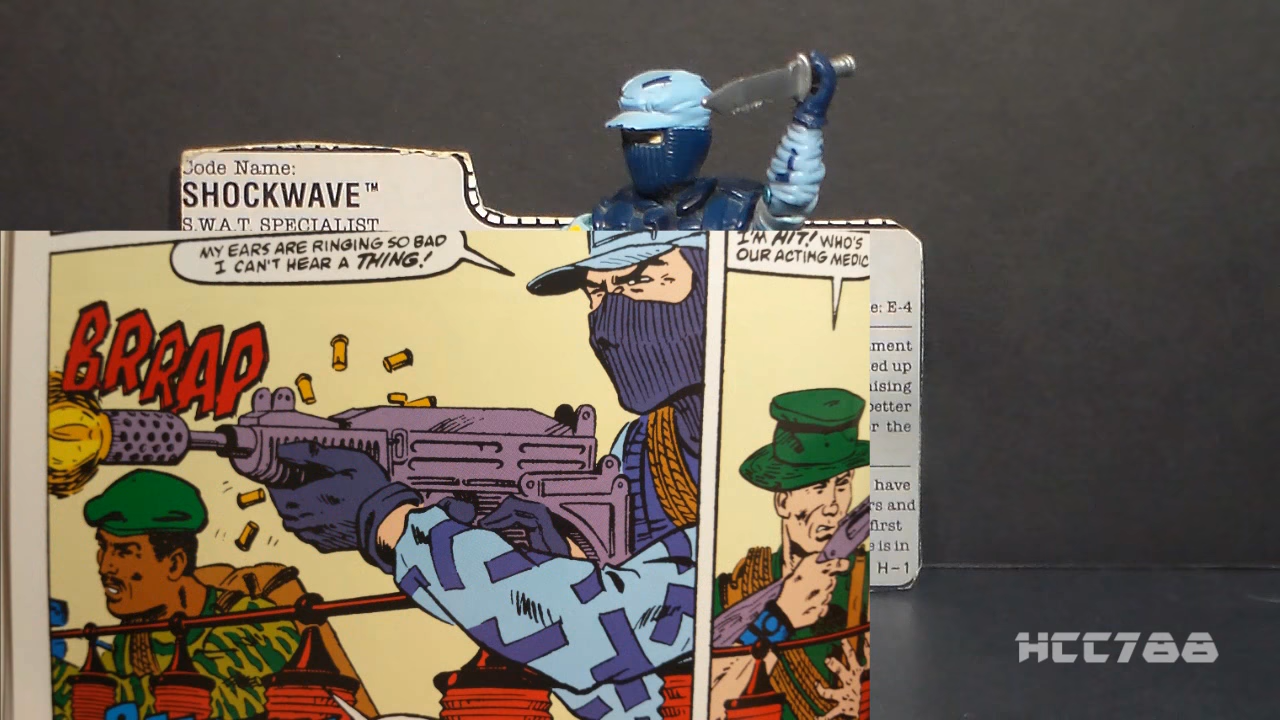 Code Name:
SHOCKWAVE™
S.W.A.T. SPECIALIST
MY EARS ARE RINGING SO BAD
I CAN'T HEAR A THING!
I'M HIT! WHO'S
OUR ACTING MEDIC
BRRAP
e: E-4
ment
ed up
ising
better
r the
have
rs and
first
e is in
H-1
HCC788